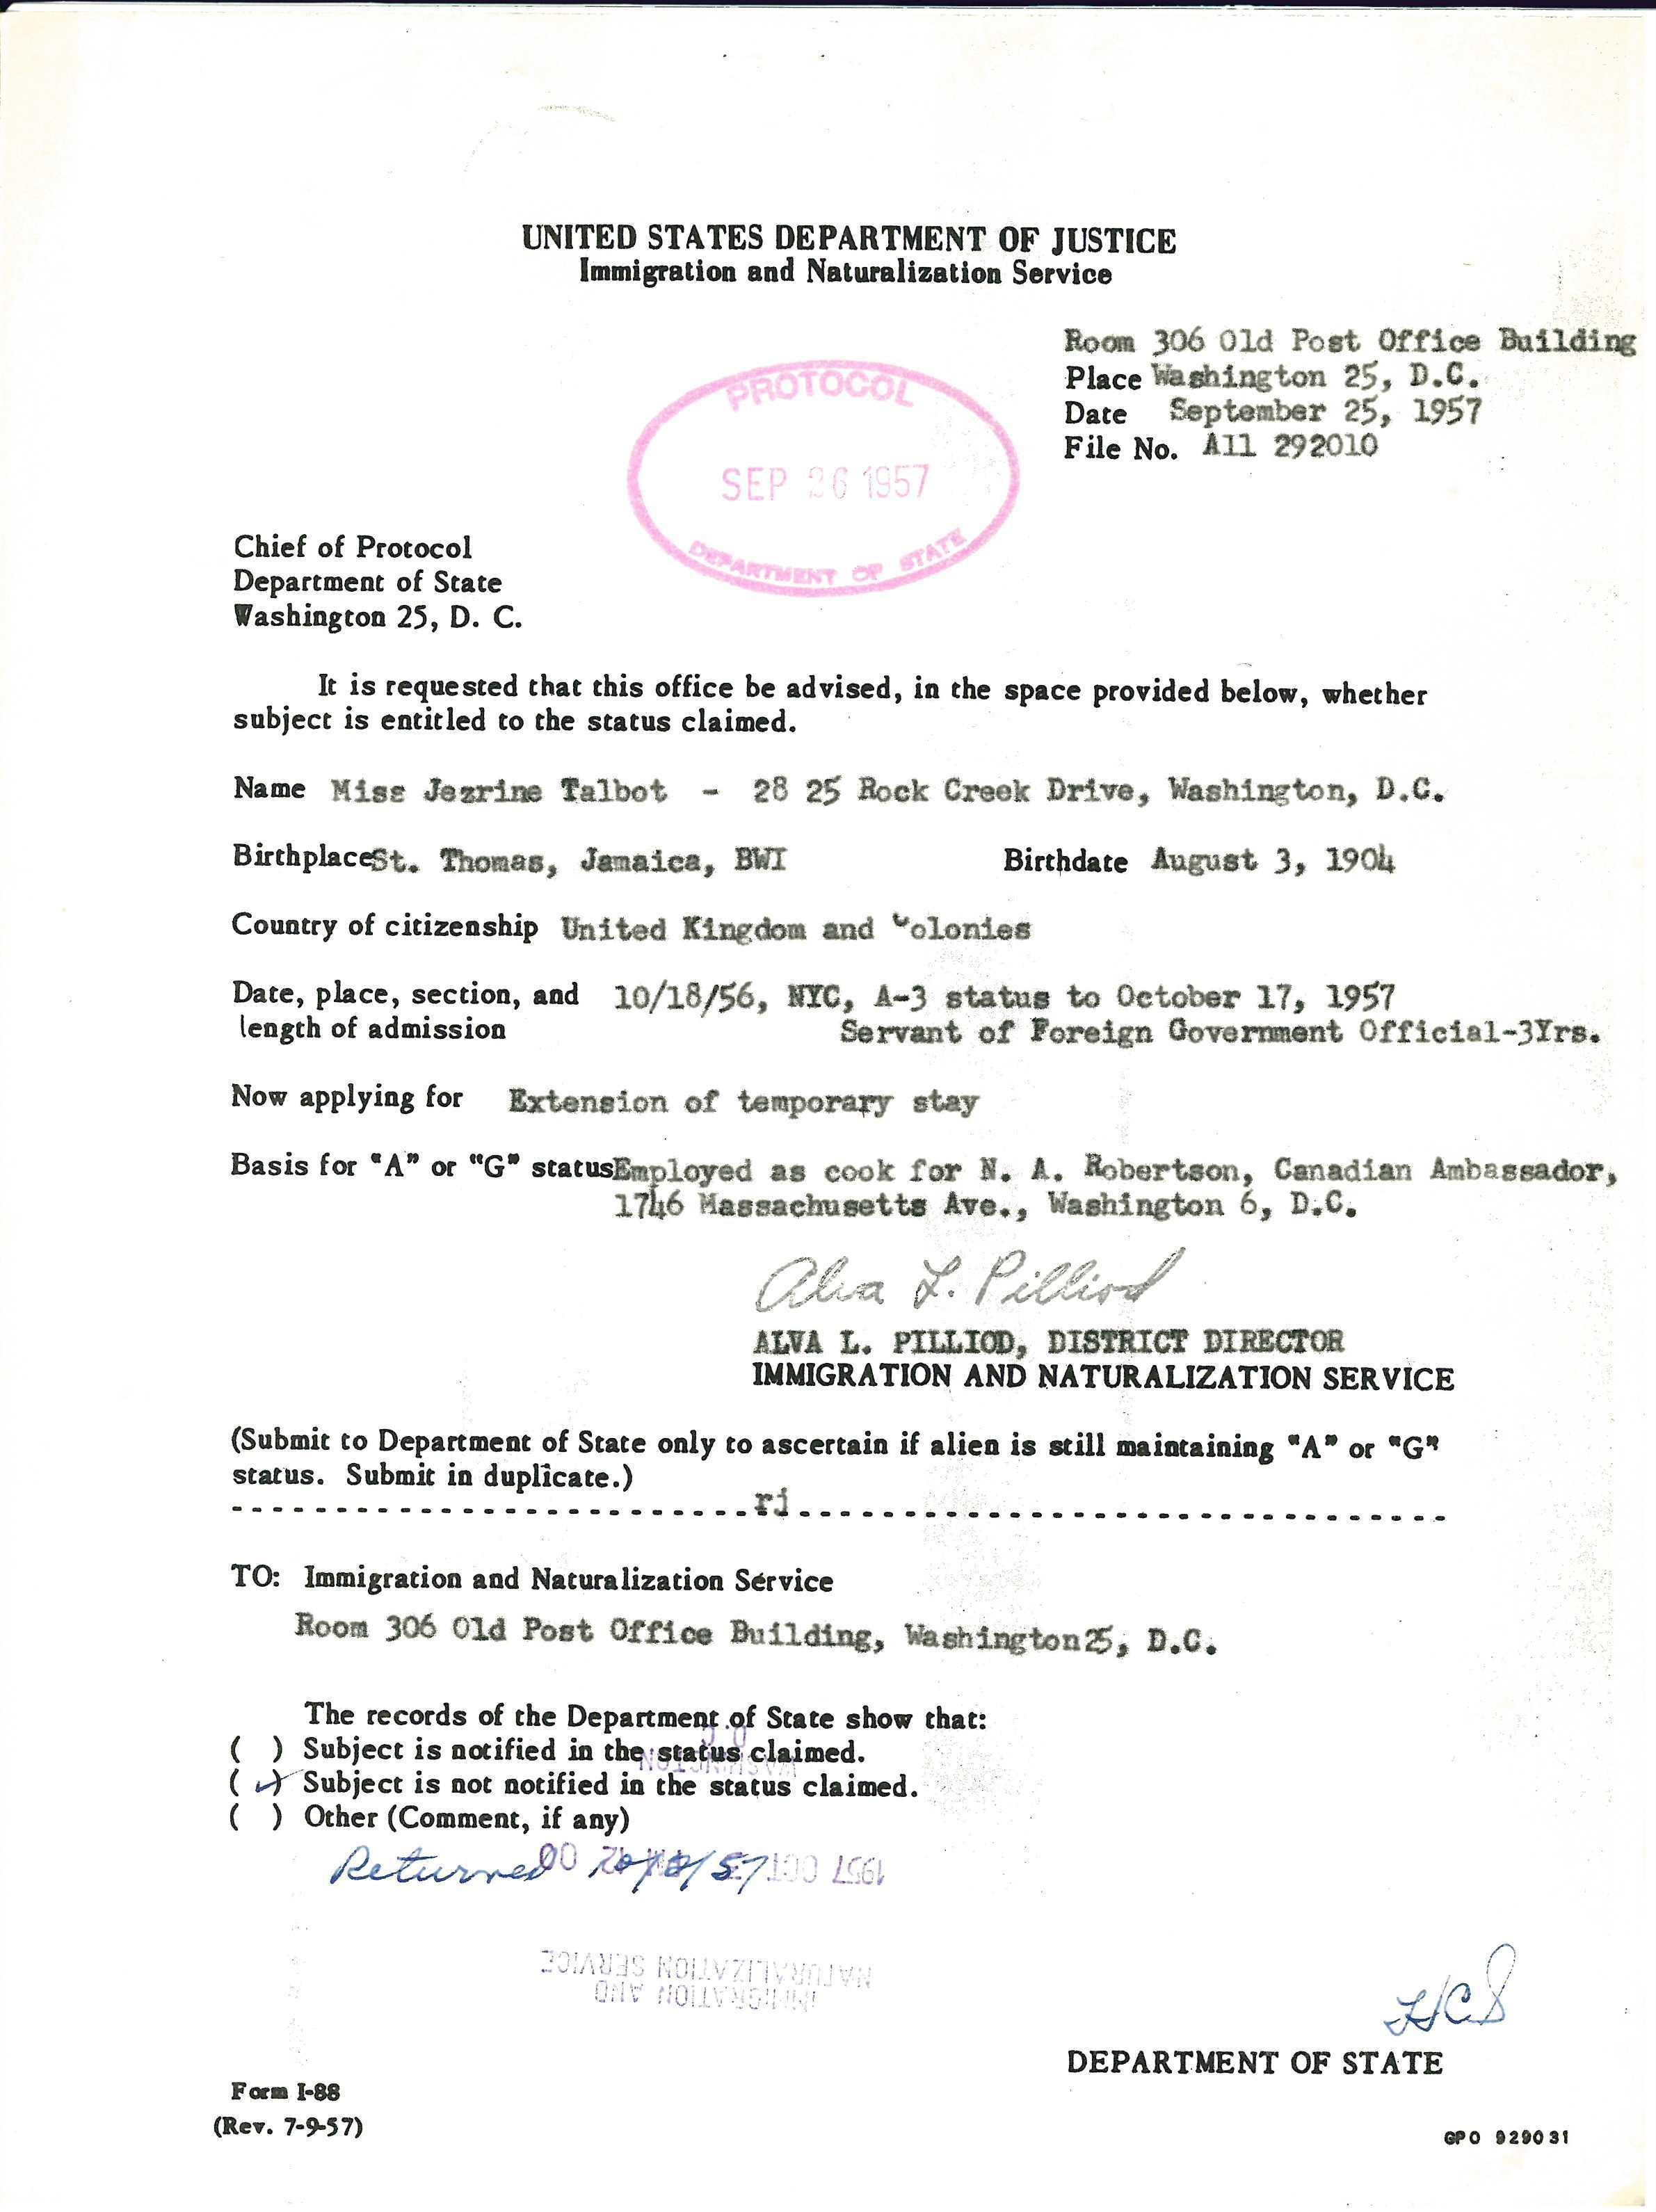 UNITED STATES DEPARTMENT OF JUSTICE
Immigration and Naturalization Service
Room 306 Old Post Office Building
Place Washington 25, D.C.
Date September 25, 1957
File No. A11 292010
PROTOCOL
SEP 26 1957
DEPARTMENT OF STATE
Chief of Protocol
Department of State
Washington 25, D. C.
It is requested that this office be advised, in the space provided below, whether
subject is entitled to the status claimed.
Name Miss Jezrine Talbot - 28 25 Rock Creek Drive, Washington, D.C.
Birthplace St. Thomas, Jamaica, BWI Birthdate August 3, 1904
Country of citizenship United Kingdom and Colonies
Date, place, section, and 10/18/56, NYC, A-3 status to October 17, 1957
length of admission Servant of Foreign Government Official-3Yrs.
Now applying for Extension of temporary stay
Basis for "A" or "G" status Employed as cook for N. A. Robertson, Canadian Ambassador,
1746 Massachusetts Ave., Washington 6, D.C.
Alva L. Pilliod
ALVA L. PILLIOD, DISTRICT DIRECTOR
IMMIGRATION AND NATURALIZATION SERVICE
(Submit to Department of State only to ascertain if alien is still maintaining "A" or "G"
status. Submit in duplicate.)
rj
TO: Immigration and Naturalization Service
Room 306 Old Post Office Building, Washington 25, D.C.
The records of the Department of State show that:
( ) Subject is notified in the status claimed.
(✓) Subject is not notified in the status claimed.
( ) Other (Comment, if any)
Returned
1957 OCT
NATURALIZATION SERVICE
IMMIGRATION AND
HCS
DEPARTMENT OF STATE
Form I-88
(Rev. 7-9-57)
GPO 929031